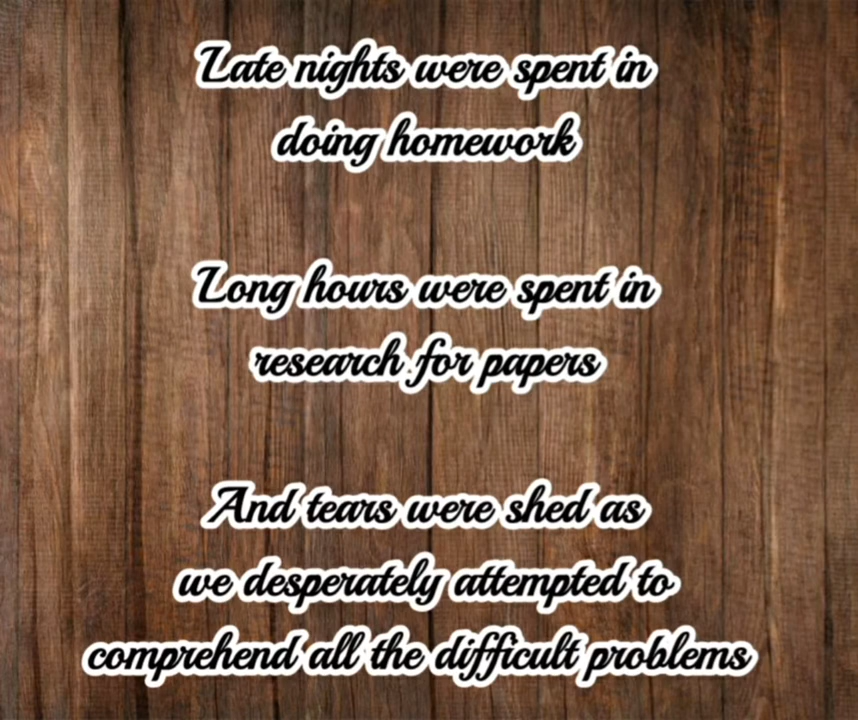 Late nights were spent in
doing homework
Long hours were spent in
research for papers
And tears were shed as
we desperately attempted to
comprehend all the difficult problems